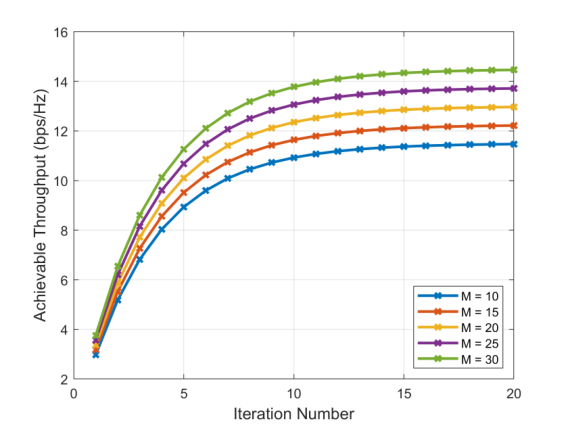 16
14
12
10
8
6
4
2
0
5
10
15
20
Achievable Throughput (bps/Hz)
Iteration Number
M = 10
M = 15
M = 20
M = 25
M = 30